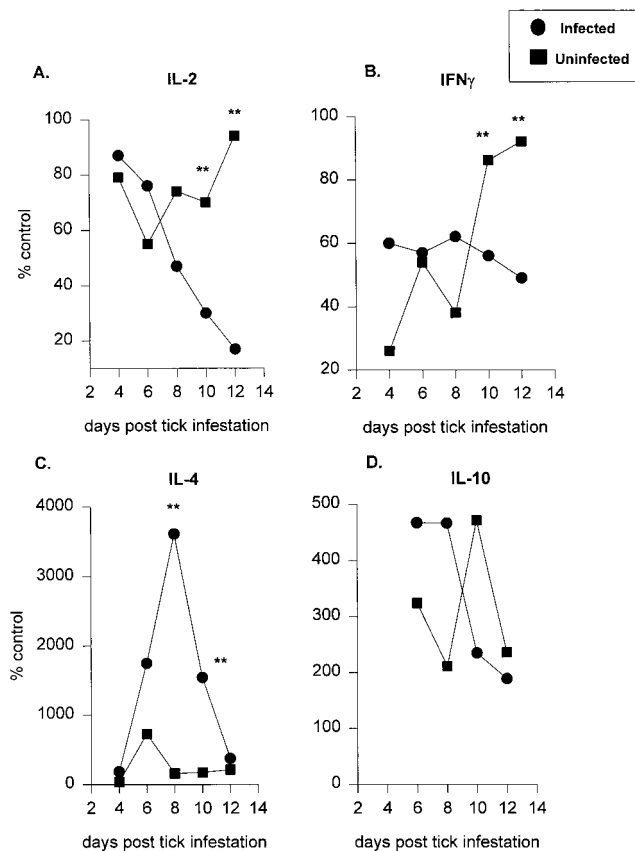 Infected
Uninfected
A.
IL-2
**
**
100
80
60
40
20
% control
2 4 6 8 10 12 14
days post tick infestation
B.
IFNγ
**
**
100
80
60
40
20
2 4 6 8 10 12 14
days post tick infestation
C.
IL-4
**
**
4000
3000
2000
1000
0
% control
2 4 6 8 10 12 14
days post tick infestation
D.
IL-10
500
400
300
200
100
0
2 4 6 8 10 12 14
days post tick infestation